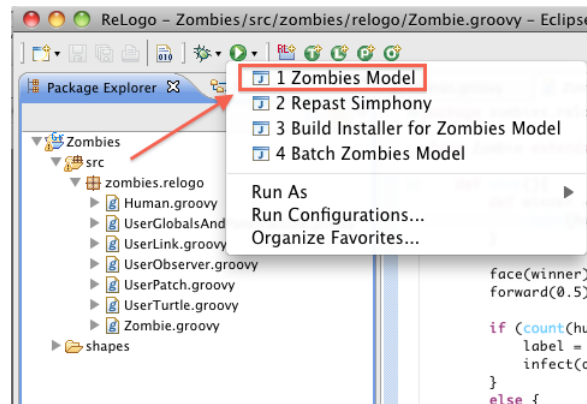 ReLogo – Zombies/src/zombies/relogo/Zombie.groovy – Eclipse
Package Explorer
1 Zombies Model
2 Repast Simphony
3 Build Installer for Zombies Model
4 Batch Zombies Model
Run As
Run Configurations...
Organize Favorites...
Zombies
src
zombies.relogo
Human.groovy
UserGlobalsAnd
UserLink.groovy
UserObserver.groovy
UserPatch.groovy
UserTurtle.groovy
Zombie.groovy
shapes
face(winner)
forward(0.5)
if (count(hu
label =
infect(o
}
else {